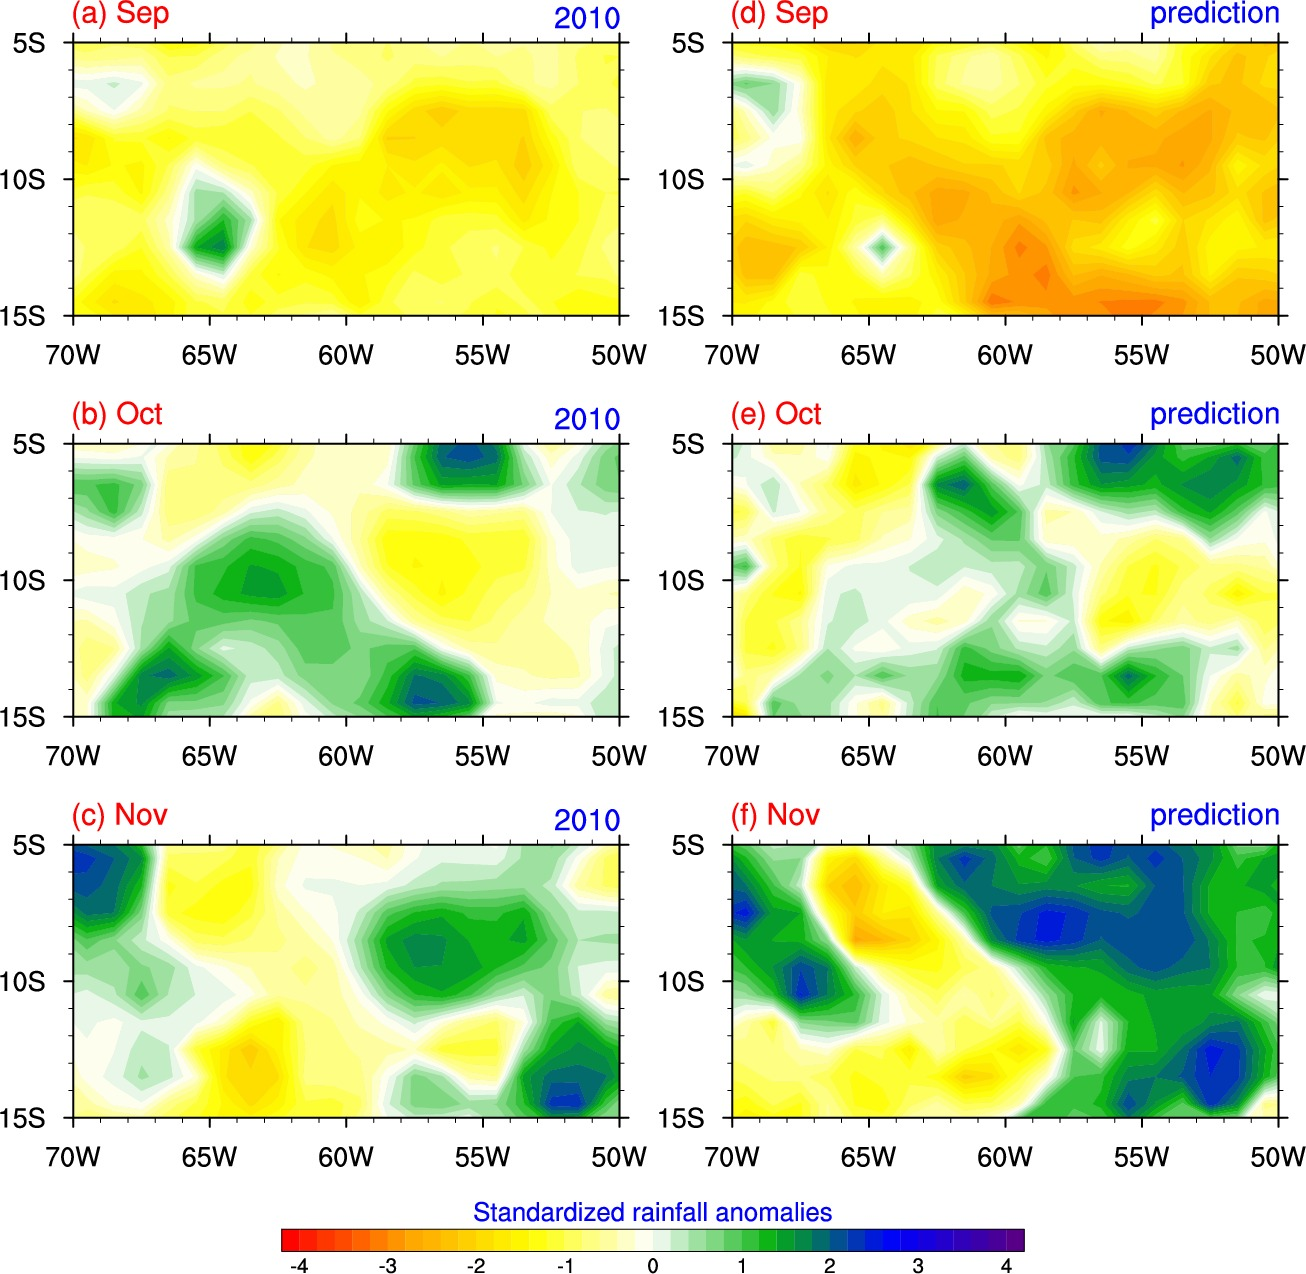 (a) Sep 2010
5S
10S
15S
70W 65W 60W 55W 50W
(d) Sep prediction
5S
10S
15S
70W 65W 60W 55W 50W
(b) Oct 2010
5S
10S
15S
70W 65W 60W 55W 50W
(e) Oct prediction
5S
10S
15S
70W 65W 60W 55W 50W
(c) Nov 2010
5S
10S
15S
70W 65W 60W 55W 50W
(f) Nov prediction
5S
10S
15S
70W 65W 60W 55W 50W
Standardized rainfall anomalies
-4 -3 -2 -1 0 1 2 3 4